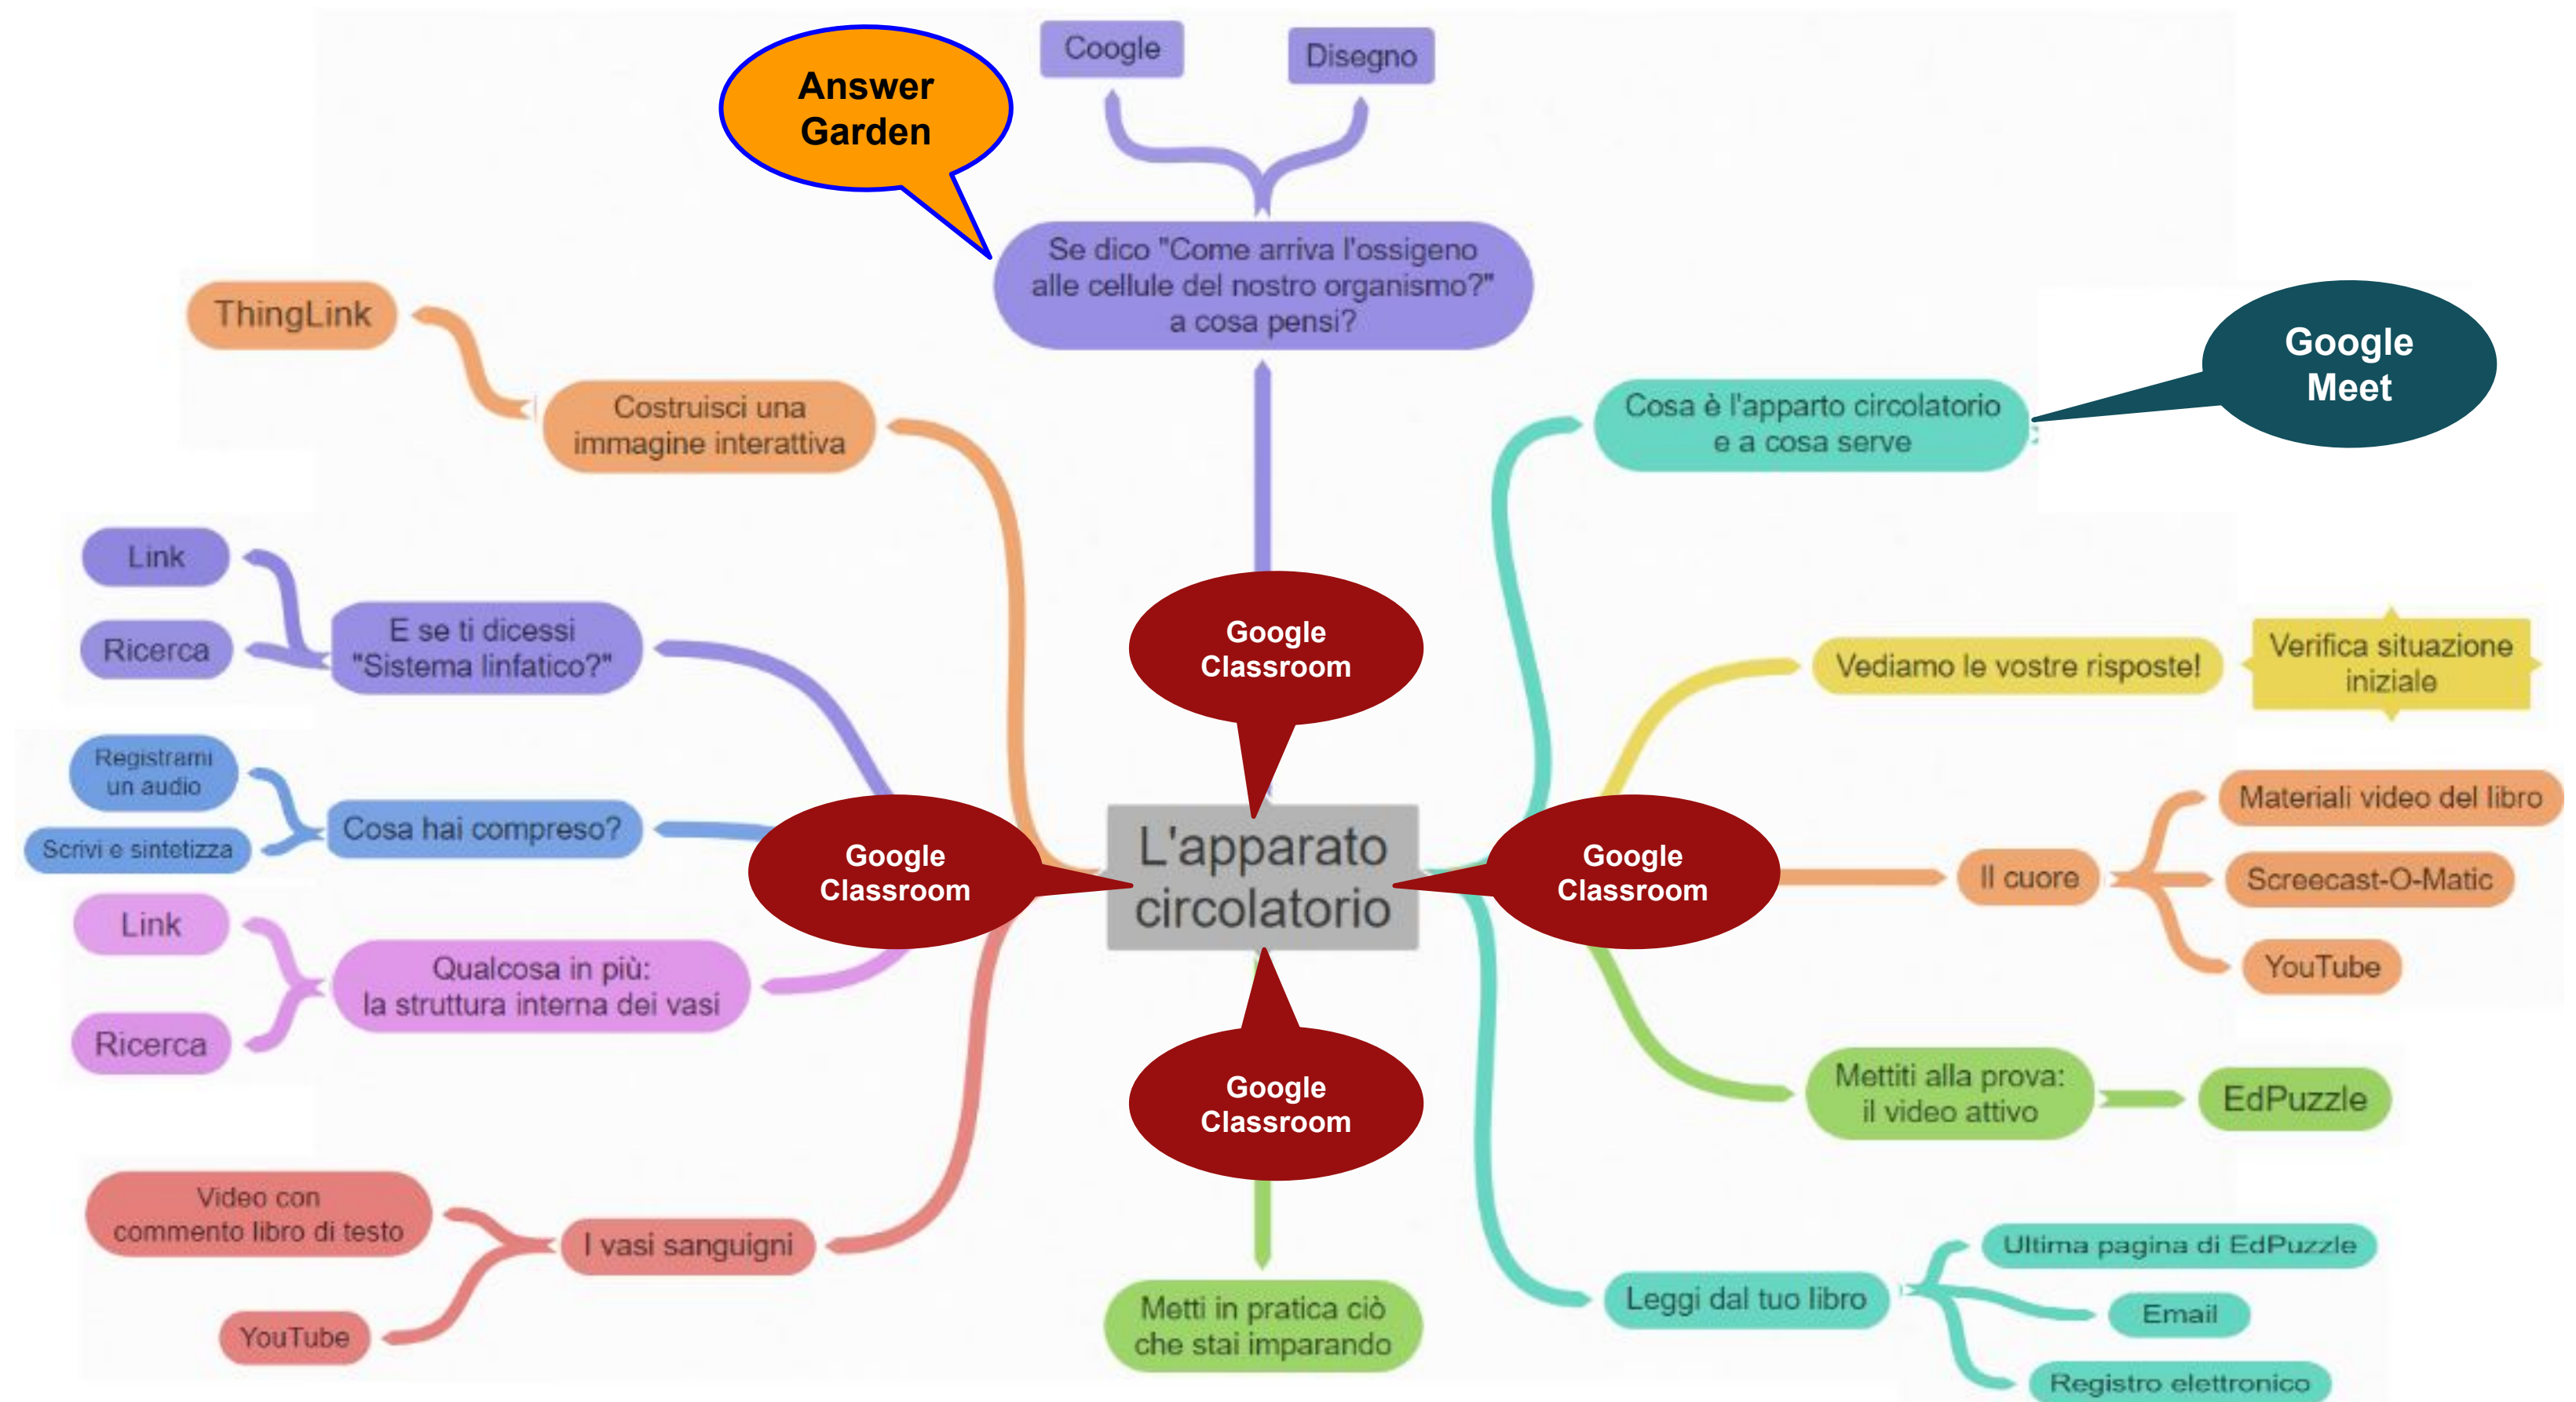 Coogle
Disegno
Answer
Garden
Se dico "Come arriva l'ossigeno
alle cellule del nostro organismo?"
a cosa pensi?
ThingLink
Costruisci una
immagine interattiva
Cosa è l'apparto circolatorio
e a cosa serve
Google
Meet
Link
Ricerca
E se ti dicessi
"Sistema linfatico?"
Google
Classroom
Vediamo le vostre risposte!
Verifica situazione
iniziale
Registrami
un audio
Scrivi e sintetizza
Cosa hai compreso?
Google
Classroom
L'apparato
circolatorio
Google
Classroom
Il cuore
Materiali video del libro
Screecast-O-Matic
YouTube
Link
Ricerca
Qualcosa in più:
la struttura interna dei vasi
Google
Classroom
Mettiti alla prova:
il video attivo
EdPuzzle
Video con
commento libro di testo
YouTube
I vasi sanguigni
Metti in pratica ciò
che stai imparando
Leggi dal tuo libro
Ultima pagina di EdPuzzle
Email
Registro elettronico